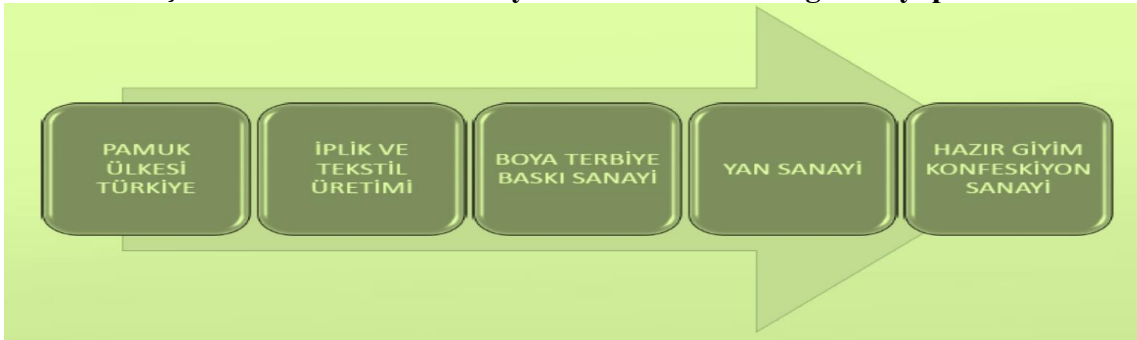 PAMUK
ÜLKESİ
TÜRKİYE
İPLİK VE
TEKSTİL
ÜRETİMİ
BOYA TERBİYE
BASKI SANAYİ
YAN SANAYİ
HAZIR GİYİM
KONFESKİYON
SANAYİ